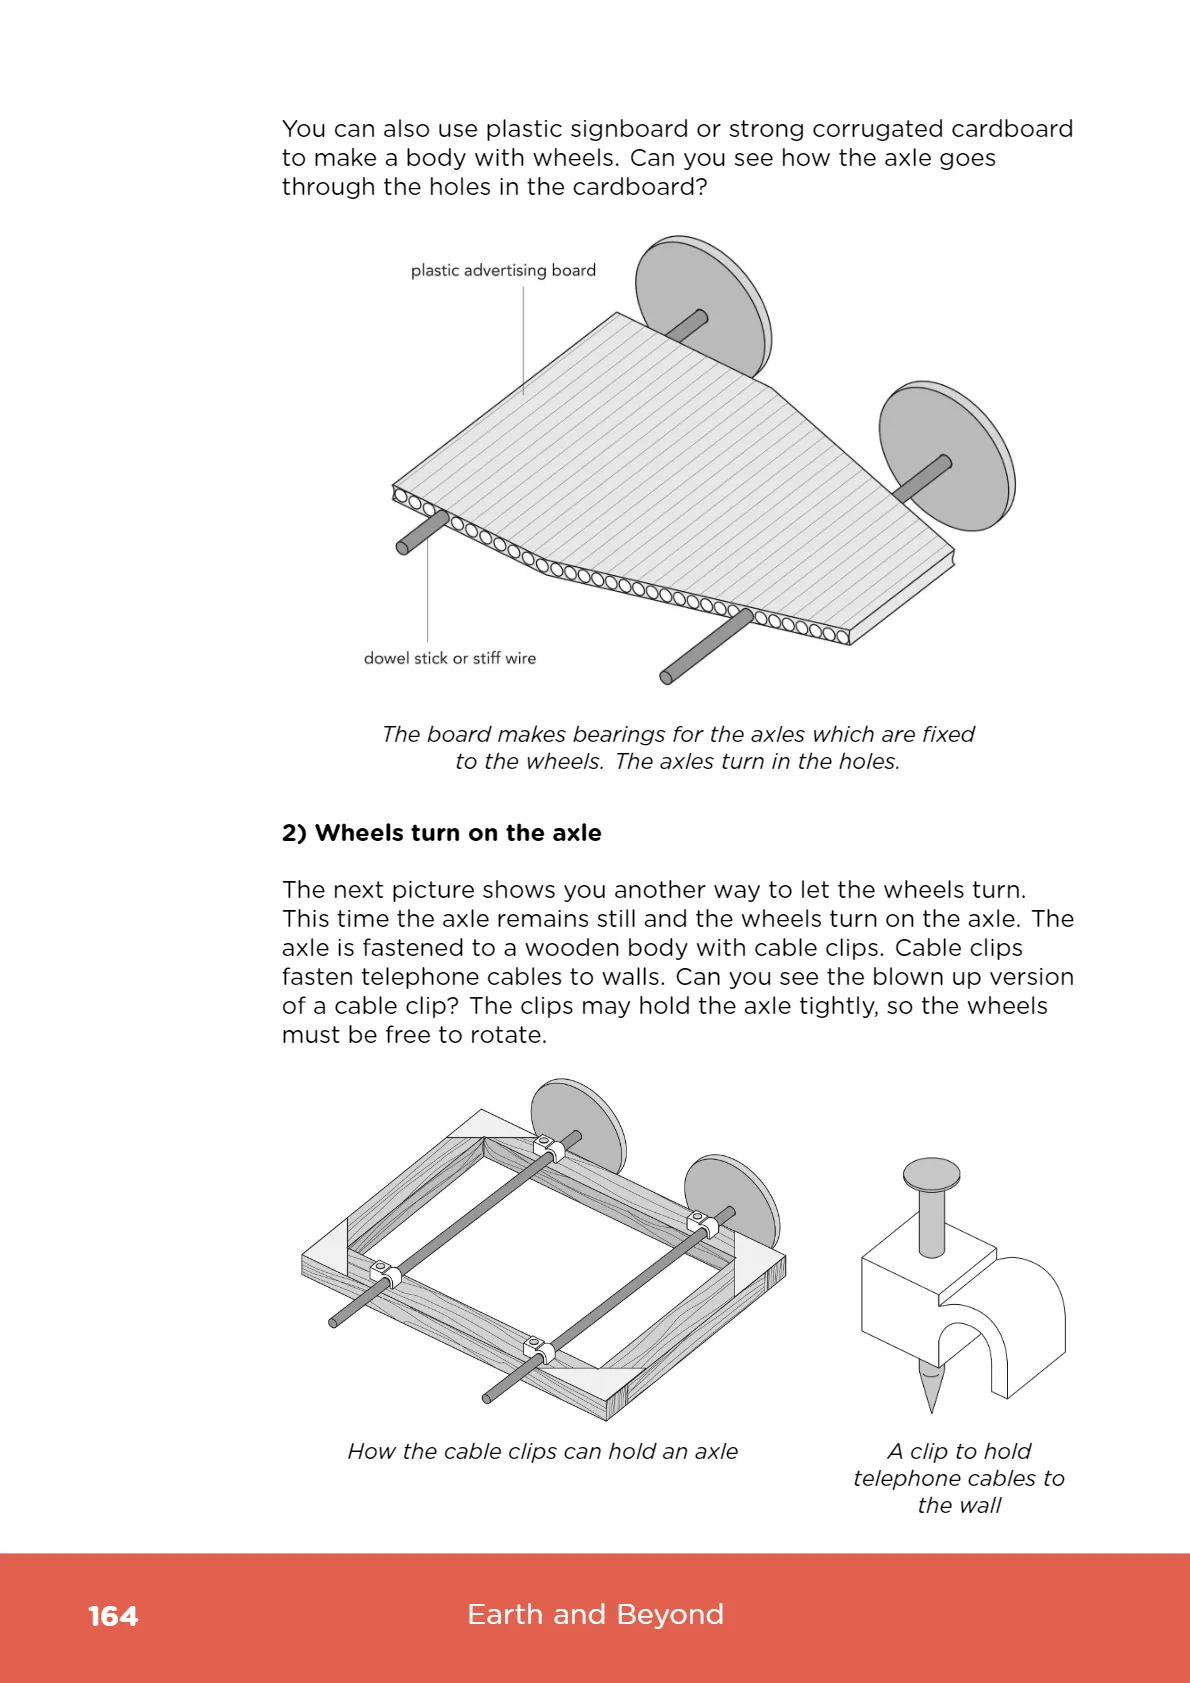 You can also use plastic signboard or strong corrugated cardboard
to make a body with wheels. Can you see how the axle goes
through the holes in the cardboard?
plastic advertising board
dowel stick or stiff wire
The board makes bearings for the axles which are fixed
to the wheels. The axles turn in the holes.
2) Wheels turn on the axle
The next picture shows you another way to let the wheels turn.
This time the axle remains still and the wheels turn on the axle. The
axle is fastened to a wooden body with cable clips. Cable clips
fasten telephone cables to walls. Can you see the blown up version
of a cable clip? The clips may hold the axle tightly, so the wheels
must be free to rotate.
How the cable clips can hold an axle
A clip to hold
telephone cables to
the wall
164
Earth and Beyond